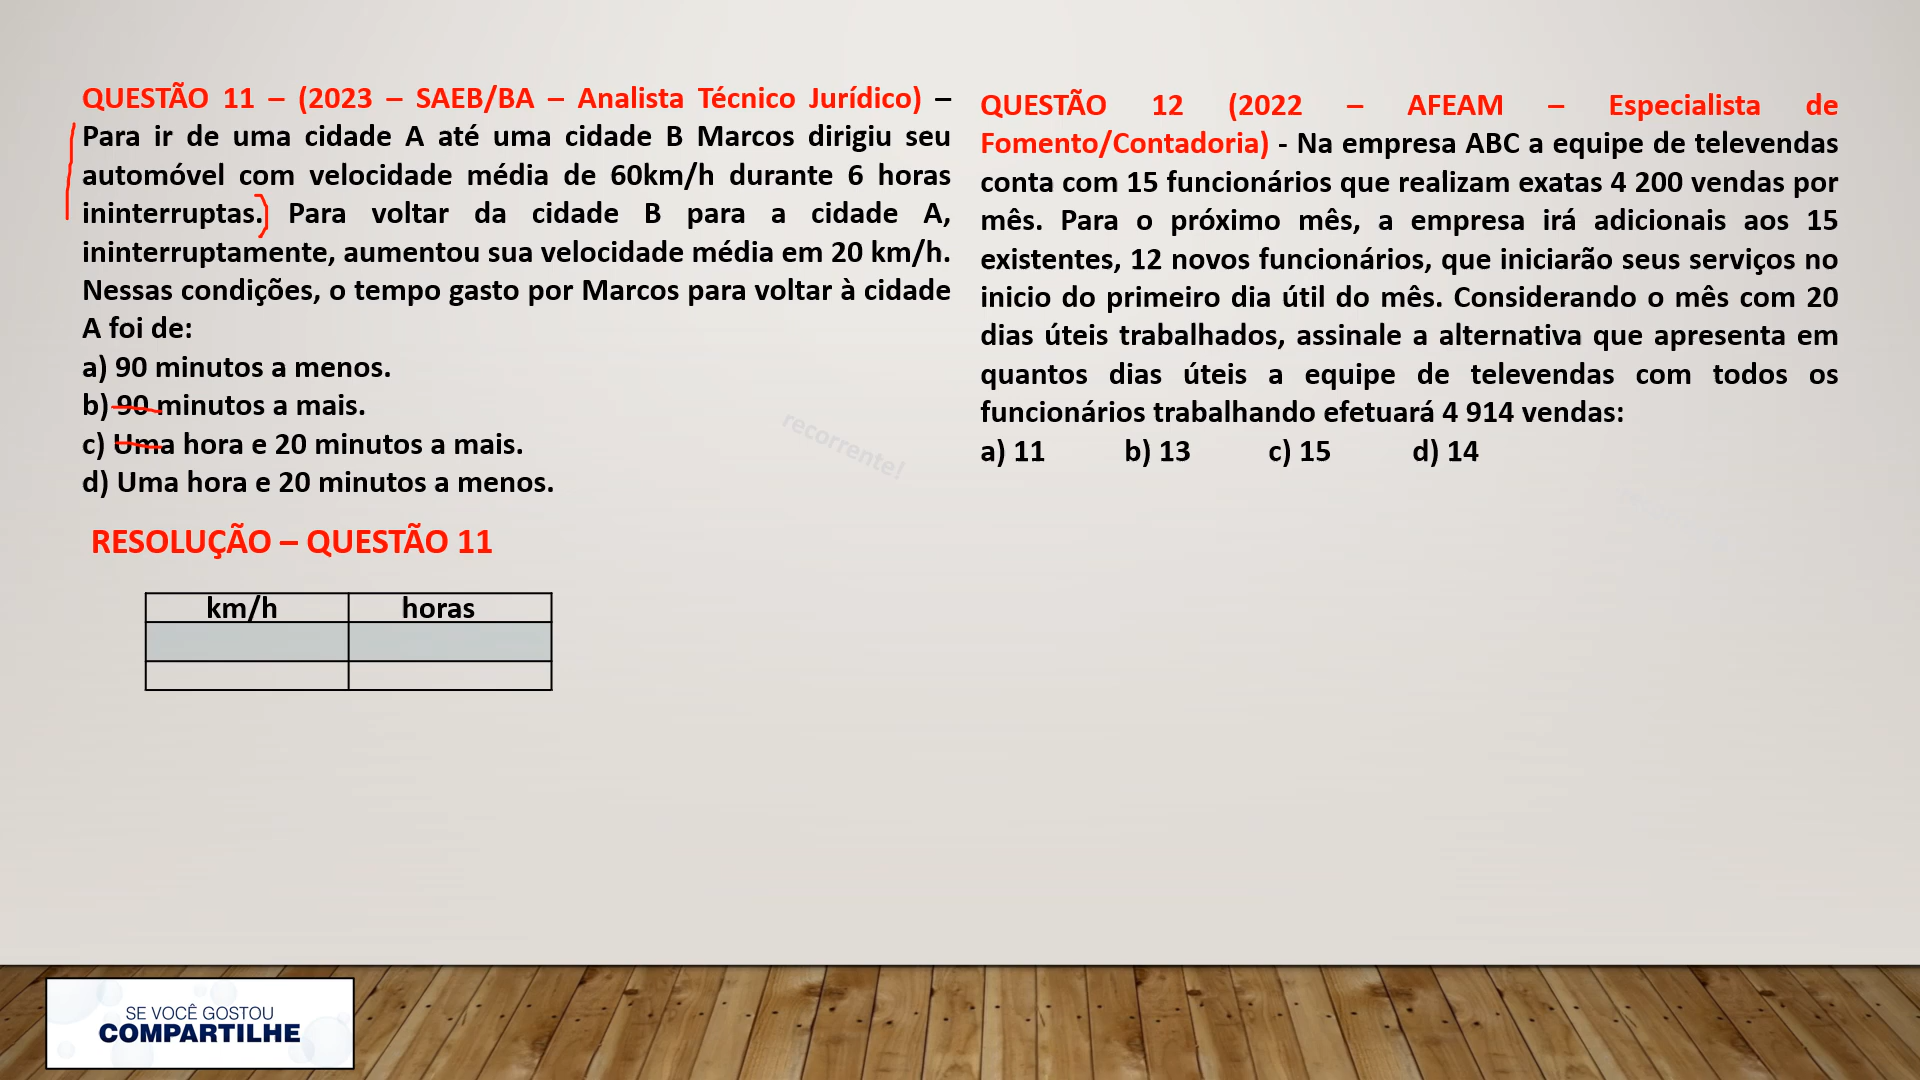 QUESTÃO 11 – (2023 – SAEB/BA – Analista Técnico Jurídico) –
Para ir de uma cidade A até uma cidade B Marcos dirigiu seu
automóvel com velocidade média de 60km/h durante 6 horas
ininterruptas. Para voltar da cidade B para a cidade A,
ininterruptamente, aumentou sua velocidade média em 20 km/h.
Nessas condições, o tempo gasto por Marcos para voltar à cidade
A foi de:
a) 90 minutos a menos.
b) 90 minutos a mais.
c) Uma hora e 20 minutos a mais.
d) Uma hora e 20 minutos a menos.
RESOLUÇÃO – QUESTÃO 11
km/h horas
QUESTÃO 12 (2022 – AFEAM – Especialista de
Fomento/Contadoria) - Na empresa ABC a equipe de televendas
conta com 15 funcionários que realizam exatas 4 200 vendas por
mês. Para o próximo mês, a empresa irá adicionais aos 15
existentes, 12 novos funcionários, que iniciarão seus serviços no
inicio do primeiro dia útil do mês. Considerando o mês com 20
dias úteis trabalhados, assinale a alternativa que apresenta em
quantos dias úteis a equipe de televendas com todos os
funcionários trabalhando efetuará 4 914 vendas:
a) 11 b) 13 c) 15 d) 14
recorrente!
SE VOCÊ GOSTOU
COMPARTILHE